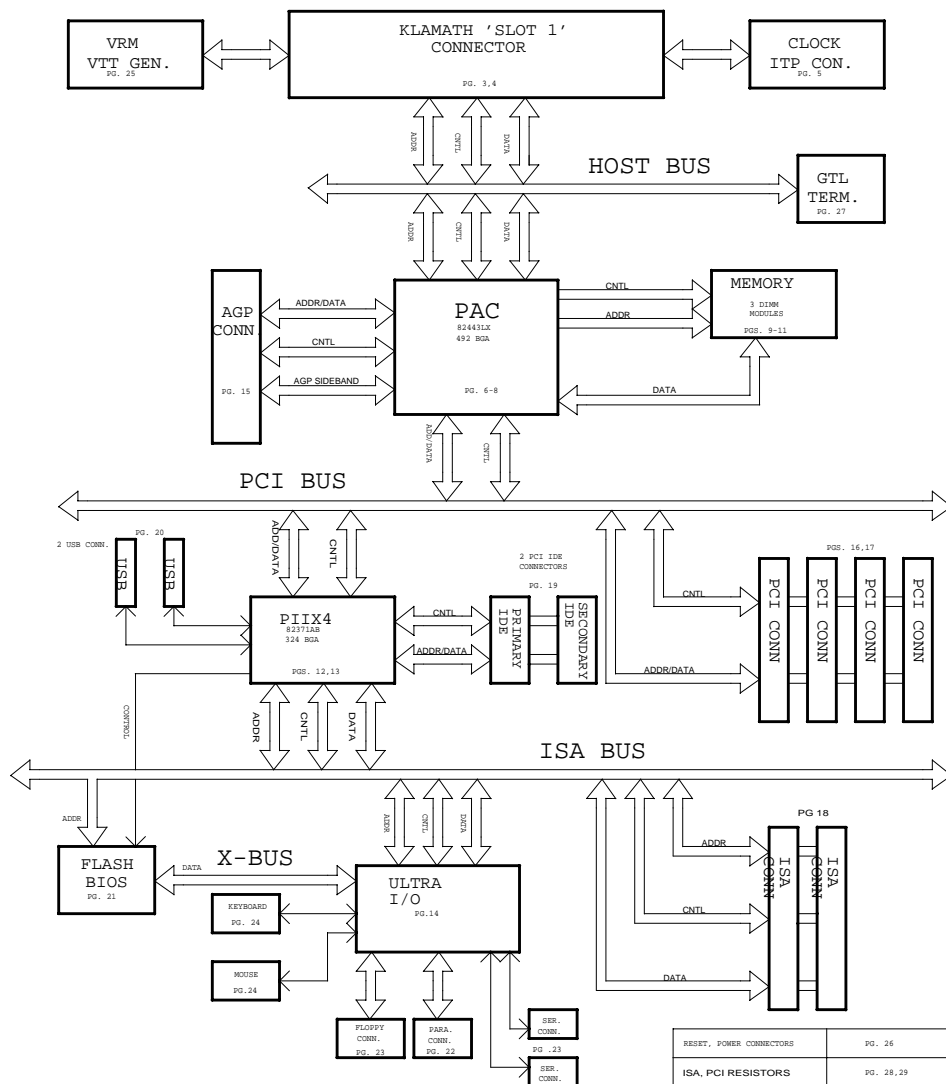 VRM
VTT GEN.
PG. 25
KLAMATH 'SLOT 1'
CONNECTOR
PG. 3,4
CLOCK
ITP CON.
PG. 5
ADDR
CNTL
DATA
HOST BUS
GTL
TERM.
PG. 27
ADDR
CNTL
DATA
AGP
CONN.
PG. 15
ADDR/DATA
CNTL
AGP SIDEBAND
PAC
82443LX
492 BGA
PG. 6-8
CNTL
ADDR
DATA
MEMORY
3 DIMM
MODULES
PGS. 9-11
ADD/DATA
CNTL
PCI BUS
2 USB CONN.
PG. 20
USB
USB
ADD/DATA
CNTL
2 PCI IDE
CONNECTORS
PG. 19
PGS. 16,17
PIIX4
82371AB
324 BGA
PGS. 12,13
CNTL
ADDR/DATA
PRIMARY
IDE
SECONDARY
IDE
CNTL
ADDR/DATA
PCI CONN
PCI CONN
PCI CONN
PCI CONN
CONTROL
ADDR
CNTL
DATA
ISA BUS
ADDR
ADDR
CNTL
DATA
PG 18
FLASH
BIOS
PG. 21
X-BUS
DATA
ULTRA
I/O
PG.14
ADDR
CNTL
DATA
ISA
CONN
ISA
CONN
KEYBOARD
PG. 24
MOUSE
PG.24
FLOPPY
CONN.
PG. 23
PARA.
CONN.
PG. 22
SER.
CONN.
PG .23
SER.
CONN.
RESET, POWER CONNECTORS PG. 26
ISA, PCI RESISTORS PG. 28,29